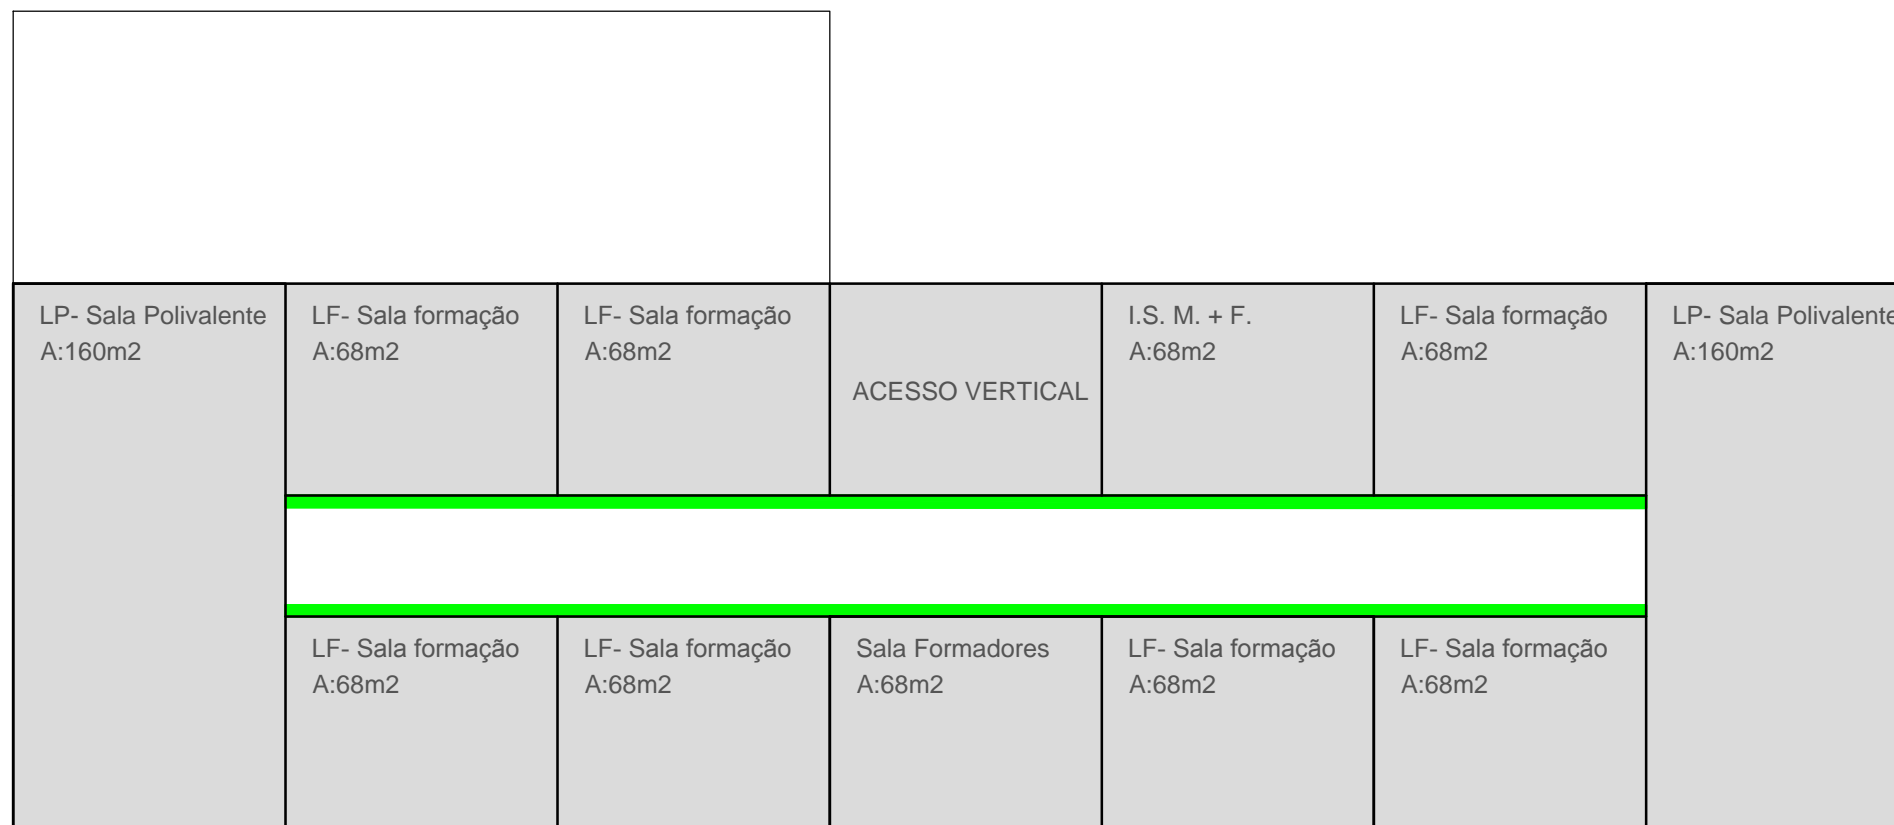 LP- Sala Polivalente
A:160m2
LF- Sala formação
A:68m2
LF- Sala formação
A:68m2
ACESSO VERTICAL
I.S. M. + F.
A:68m2
LF- Sala formação
A:68m2
LP- Sala Polivalente
A:160m2
LF- Sala formação
A:68m2
LF- Sala formação
A:68m2
Sala Formadores
A:68m2
LF- Sala formação
A:68m2
LF- Sala formação
A:68m2